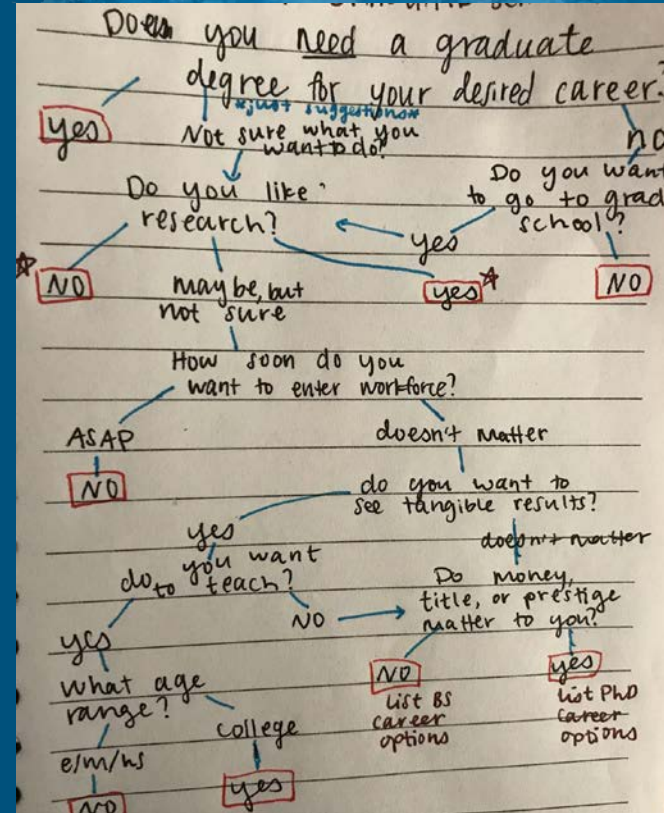 Does you need a graduate
degree for your desired career?
*just suggestions*
yes
Not sure what you
want to do?
no
Do you want
to go to grad
school?
Do you like
research?
yes
NO
NO
maybe, but
not sure
yes
How soon do you
want to enter workforce?
ASAP
doesn't matter
NO
do you want to
see tangible results?
yes
doesn't matter
do you want
to teach?
Do money,
title, or prestige
matter to you?
NO
yes
NO
yes
what age
range?
list BS
career
options
list PhD
career
options
college
e/m/hs
yes
NO